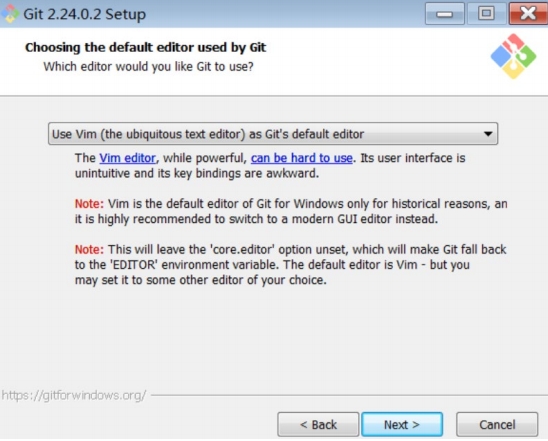 Git 2.24.0.2 Setup
Choosing the default editor used by Git
Which editor would you like Git to use?
Use Vim (the ubiquitous text editor) as Git's default editor
The Vim editor, while powerful, can be hard to use. Its user interface is
unintuitive and its key bindings are awkward.
Note: Vim is the default editor of Git for Windows only for historical reasons, an
it is highly recommended to switch to a modern GUI editor instead.
Note: This will leave the 'core.editor' option unset, which will make Git fall back
to the 'EDITOR' environment variable. The default editor is Vim - but you
may set it to some other editor of your choice.
https://gitforwindows.org/
< Back
Next >
Cancel